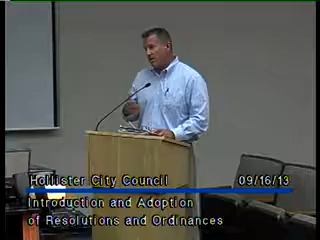 Hollister City Council 09/16/13
Introduction and Adoption
of Resolutions and Ordinances